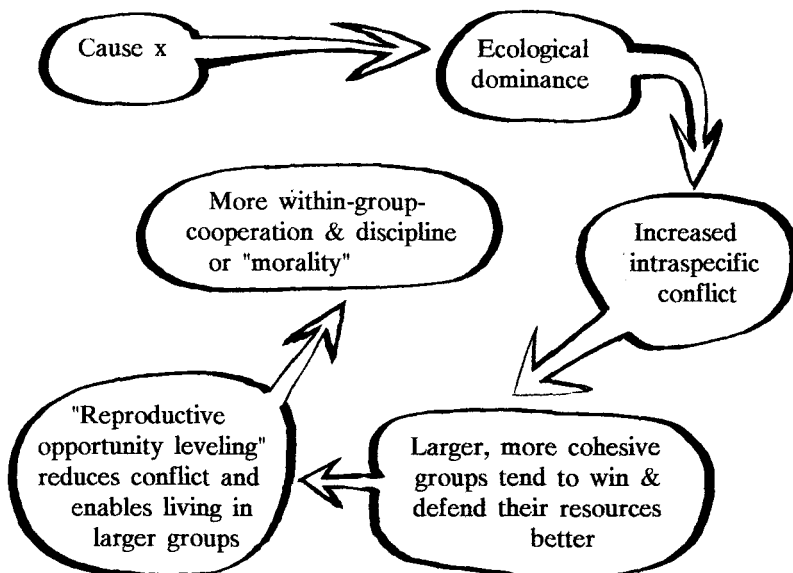 Cause x
Ecological
dominance
Increased
intraspecific
conflict
Larger, more cohesive
groups tend to win &
defend their resources
better
"Reproductive
opportunity leveling"
reduces conflict and
enables living in
larger groups
More within-group-
cooperation & discipline
or "morality"